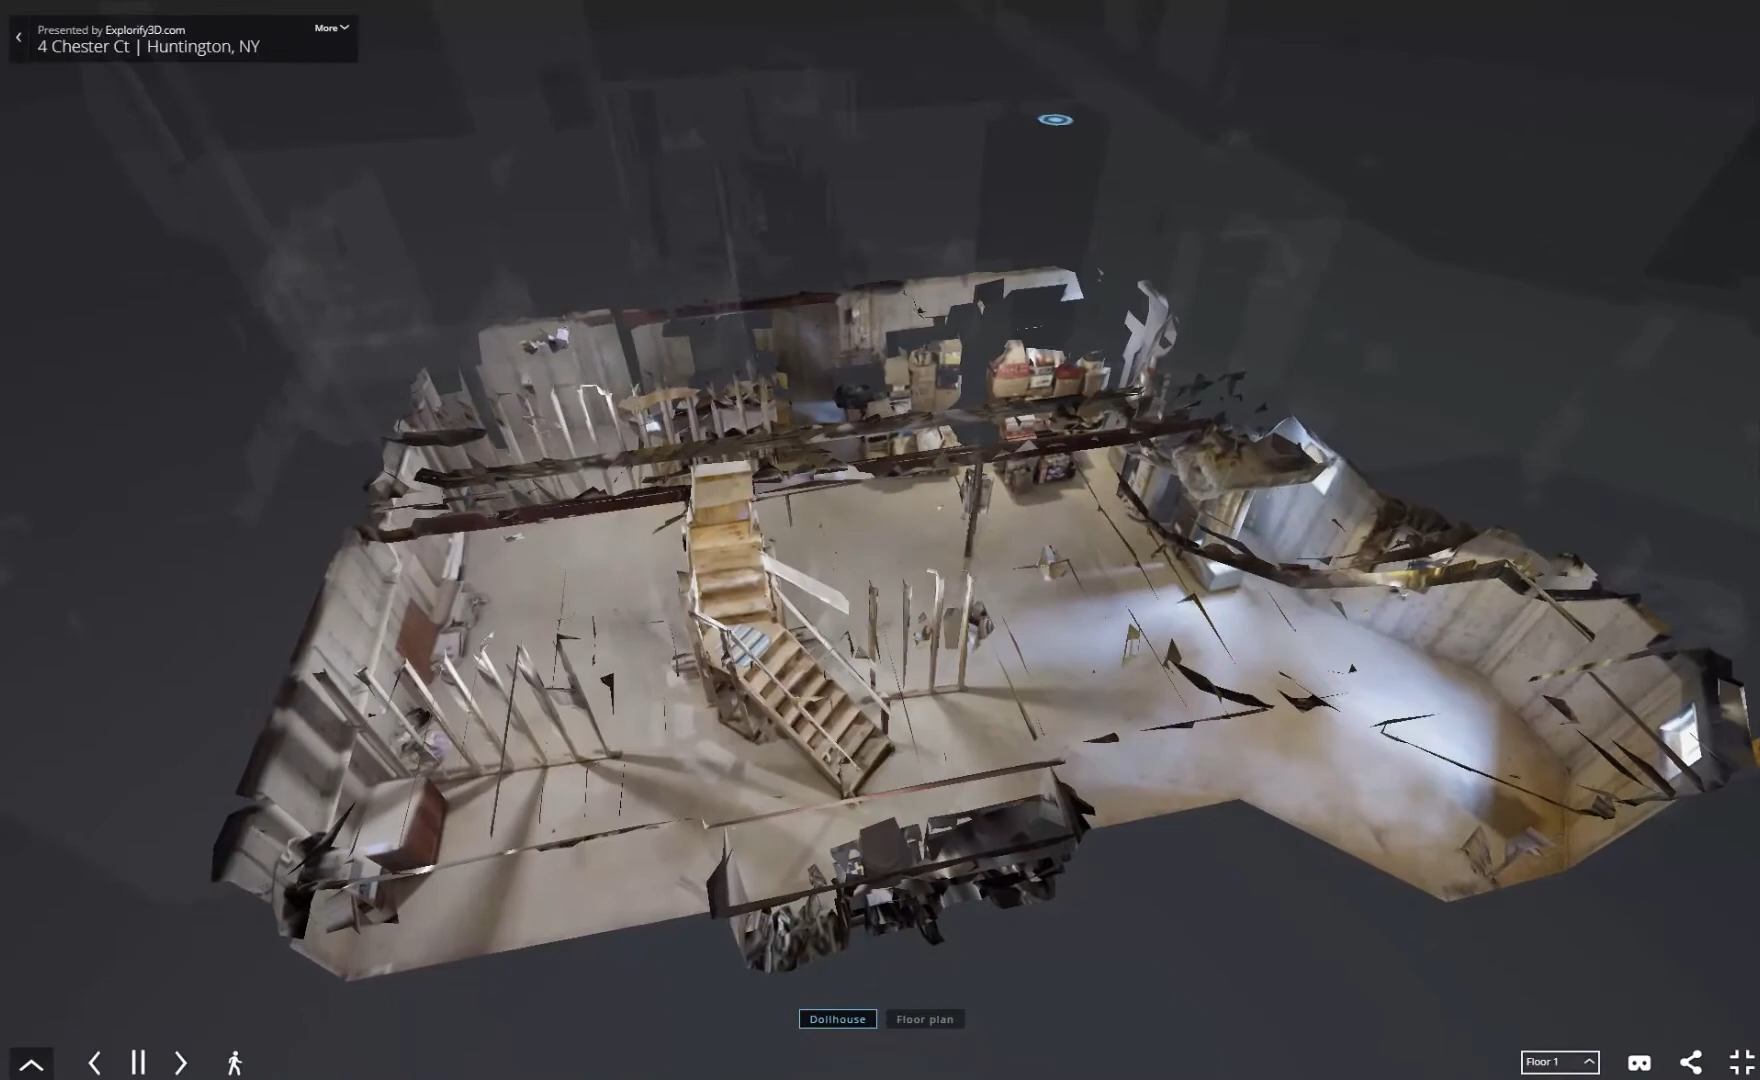 Presented by Explorify3D.com
More
4 Chester Ct | Huntington, NY
Dollhouse
Floor plan
Floor 1